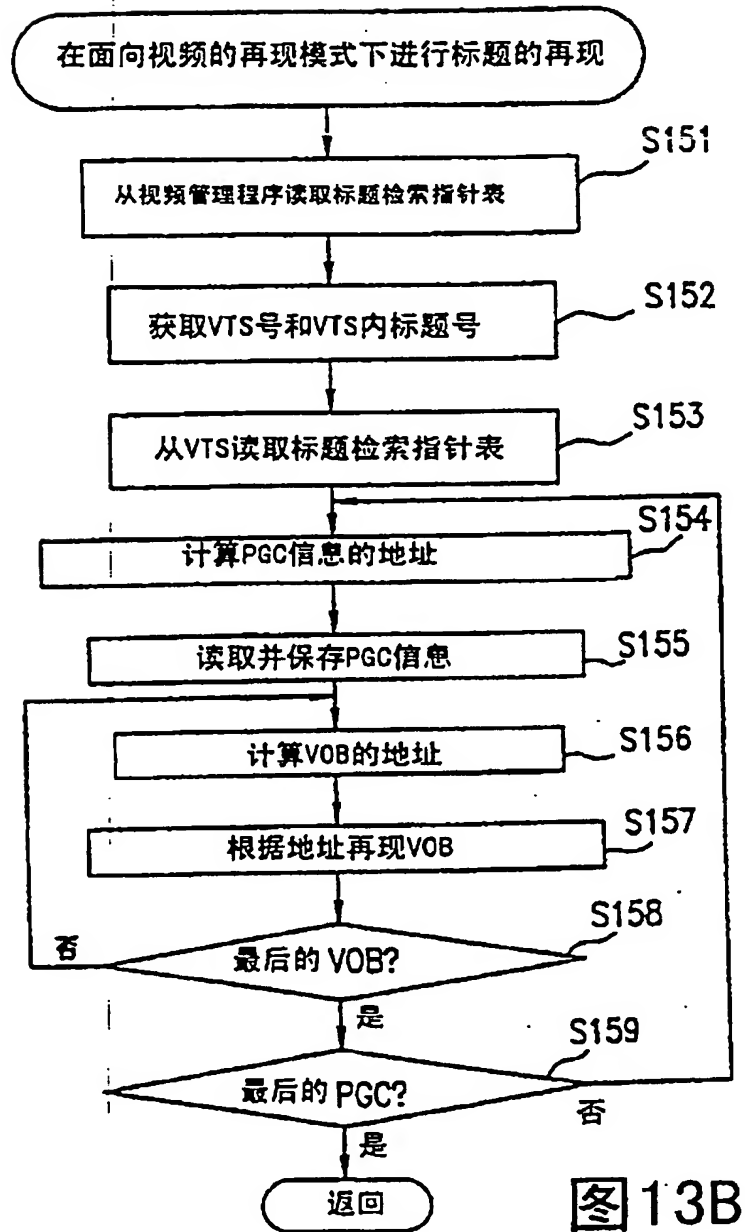 在面向视频的再现模式下进行标题的再现
S151
从视频管理程序读取标题检索指针表
S152
获取VTS号和VTS内标题号
S153
从VTS读取标题检索指针表
S154
计算PGC信息的地址
S155
读取并保存PGC信息
S156
计算VOB的地址
S157
根据地址再现VOB
S158
否
最后的VOB?
是
S159
最后的PGC?
否
是
返回
图13B